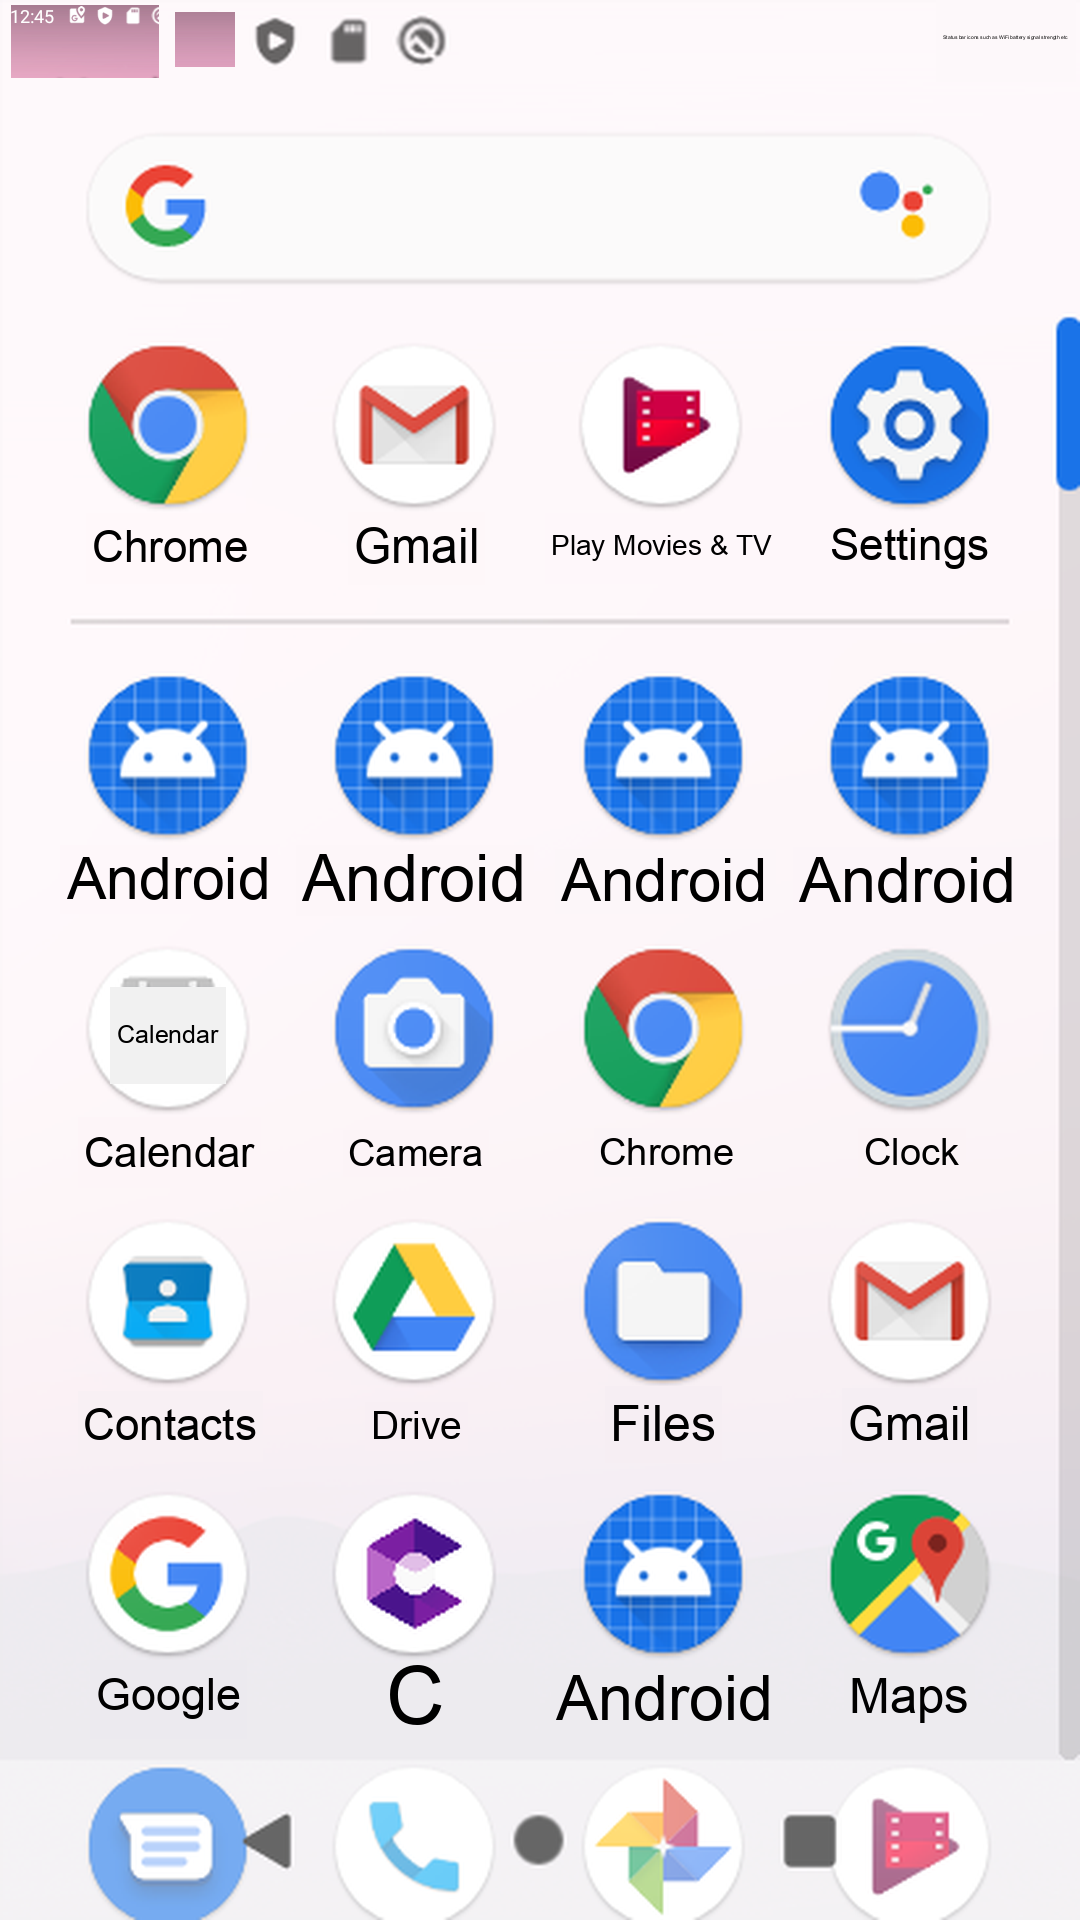 12:45
Status bar icons such as WiFi battery signal strength etc
Chrome Gmail Play Movies & TV Settings
Android Android Android Android
Calendar
Calendar Camera Chrome Clock
Contacts Drive Files Gmail
Google C Android Maps